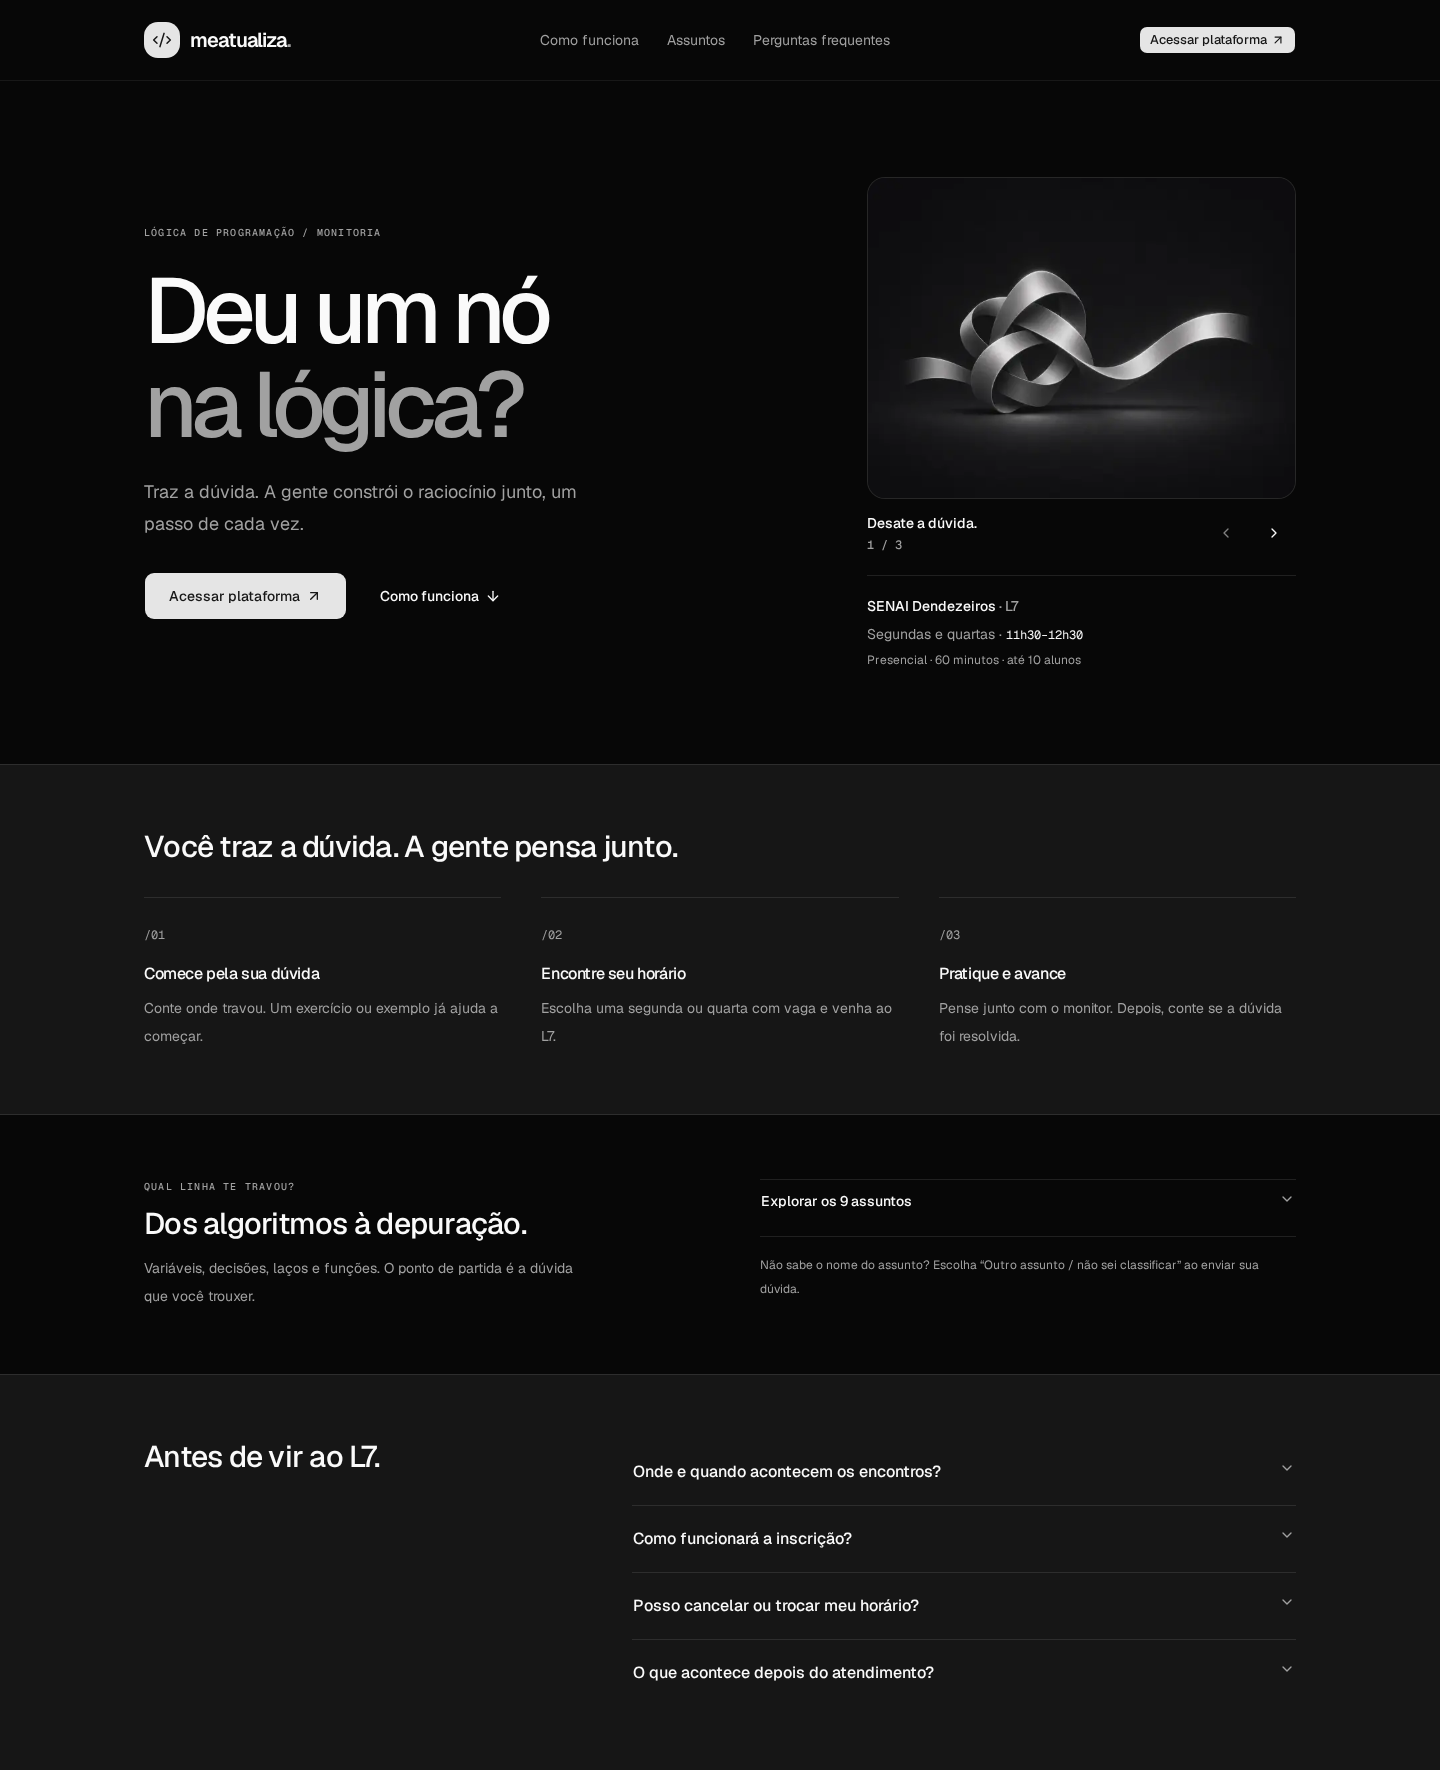 meatualiza.
Como funciona
Assuntos
Perguntas frequentes
Acessar plataforma
LÓGICA DE PROGRAMAÇÃO / MONITORIA
Deu um nó
na lógica?
Traz a dúvida. A gente constrói o raciocínio junto, um
passo de cada vez.
Acessar plataforma
Como funciona
Desate a dúvida.
1 / 3
SENAI Dendezeiros · L7
Segundas e quartas · 11h30–12h30
Presencial · 60 minutos · até 10 alunos
Você traz a dúvida. A gente pensa junto.
/01
Comece pela sua dúvida
Conte onde travou. Um exercício ou exemplo já ajuda a
começar.
/02
Encontre seu horário
Escolha uma segunda ou quarta com vaga e venha ao
L7.
/03
Pratique e avance
Pense junto com o monitor. Depois, conte se a dúvida
foi resolvida.
QUAL LINHA TE TRAVOU?
Dos algoritmos à depuração.
Variáveis, decisões, laços e funções. O ponto de partida é a dúvida
que você trouxer.
Explorar os 9 assuntos
Não sabe o nome do assunto? Escolha “Outro assunto / não sei classificar” ao enviar sua
dúvida.
Antes de vir ao L7.
Onde e quando acontecem os encontros?
Como funcionará a inscrição?
Posso cancelar ou trocar meu horário?
O que acontece depois do atendimento?